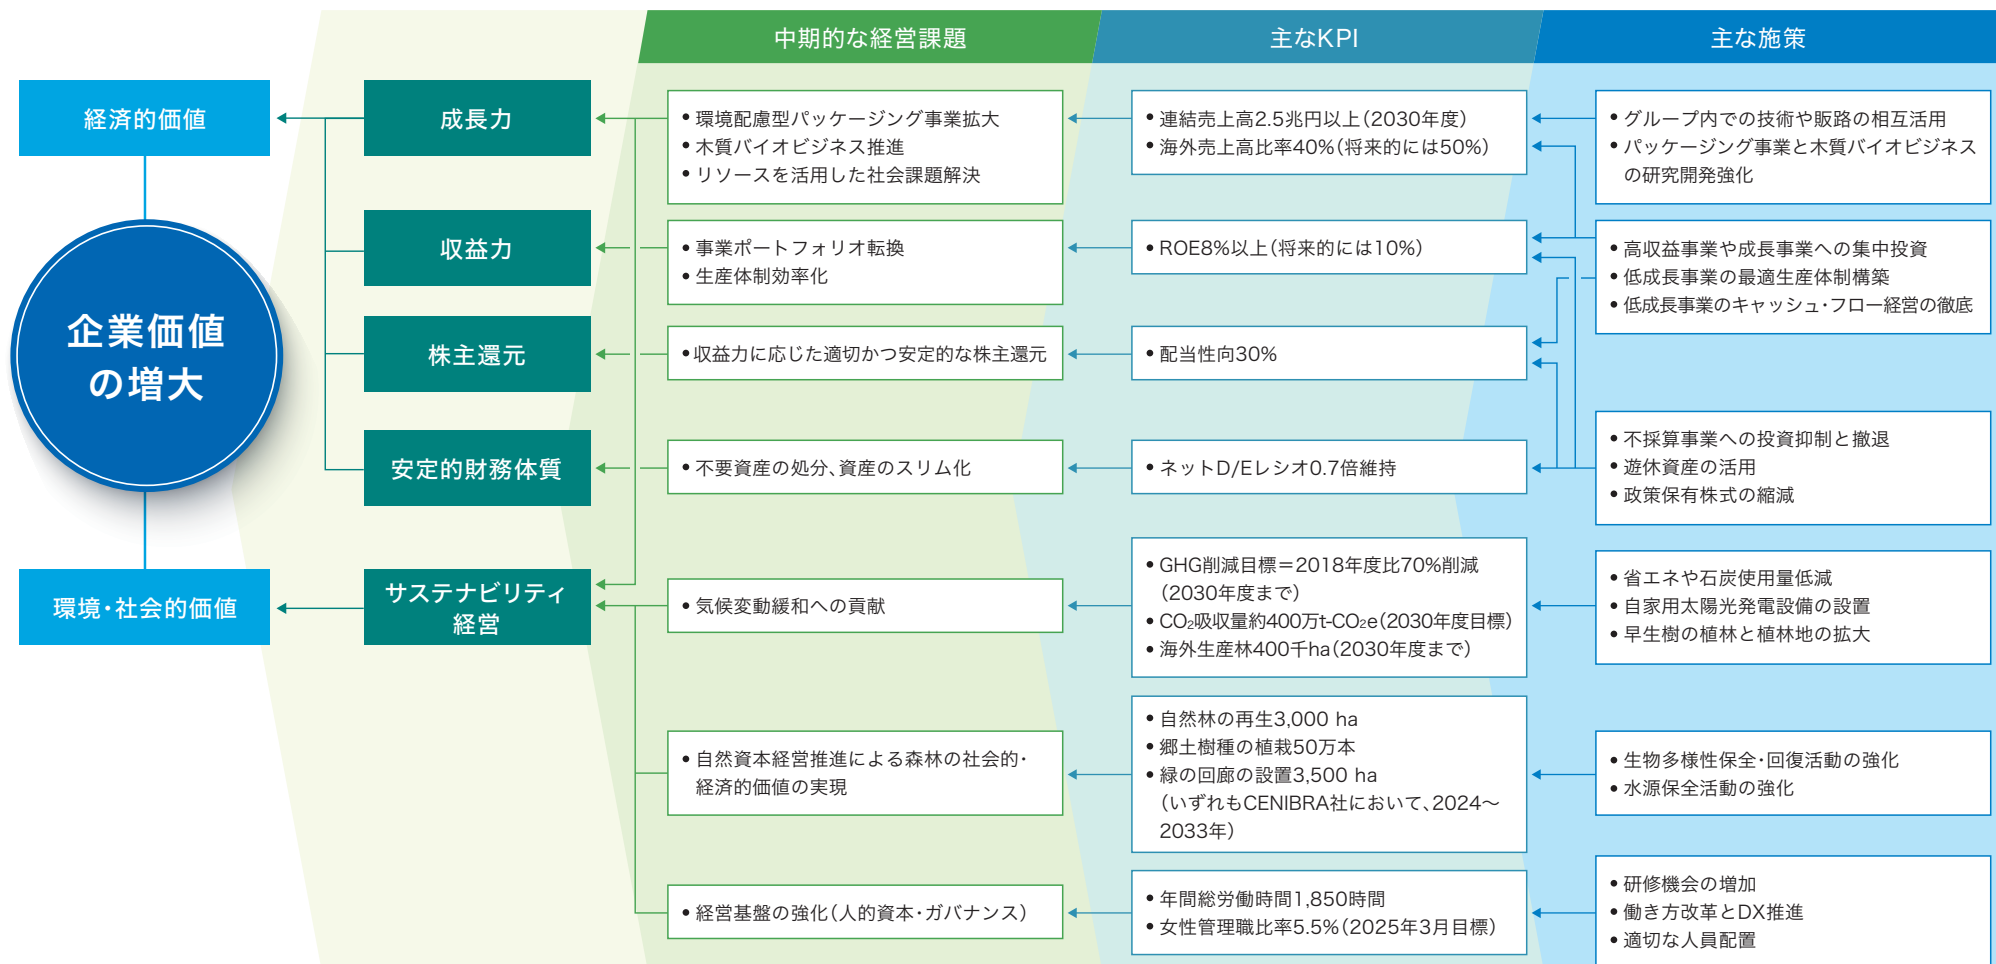 中期的な経営課題
主なKPI
主な施策
経済的価値
企業価値
の増大
環境・社会的価値
成長力
収益力
株主還元
安定的財務体質
サステナビリティ
経営
• 環境配慮型パッケージング事業拡大
• 木質バイオビジネス推進
• リソースを活用した社会課題解決
• 連結売上高2.5兆円以上（2030年度）
• 海外売上高比率40%（将来的には50%）
• グループ内での技術や販路の相互活用
• パッケージング事業と木質バイオビジネス
の研究開発強化
• 事業ポートフォリオ転換
• 生産体制効率化
• ROE8%以上（将来的には10%）
• 高収益事業や成長事業への集中投資
• 低成長事業の最適生産体制構築
• 低成長事業のキャッシュ・フロー経営の徹底
• 収益力に応じた適切かつ安定的な株主還元
• 配当性向30%
• 不要資産の処分、資産のスリム化
• ネットD/Eレシオ0.7倍維持
• 不採算事業への投資抑制と撤退
• 遊休資産の活用
• 政策保有株式の縮減
• 気候変動緩和への貢献
• GHG削減目標＝2018年度比70%削減
（2030年度まで）
• CO₂吸収量約400万t-CO₂e（2030年度目標）
• 海外生産林400千ha（2030年度まで）
• 省エネや石炭使用量低減
• 自家用太陽光発電設備の設置
• 早生樹の植林と植林地の拡大
• 自然資本経営推進による森林の社会的・
経済的価値の実現
• 自然林の再生3,000 ha
• 郷土樹種の植栽50万本
• 緑の回廊の設置3,500 ha
（いずれもCENIBRA社において、2024〜
2033年）
• 生物多様性保全・回復活動の強化
• 水源保全活動の強化
• 経営基盤の強化（人的資本・ガバナンス）
• 年間総労働時間1,850時間
• 女性管理職比率5.5%（2025年3月目標）
• 研修機会の増加
• 働き方改革とDX推進
• 適切な人員配置